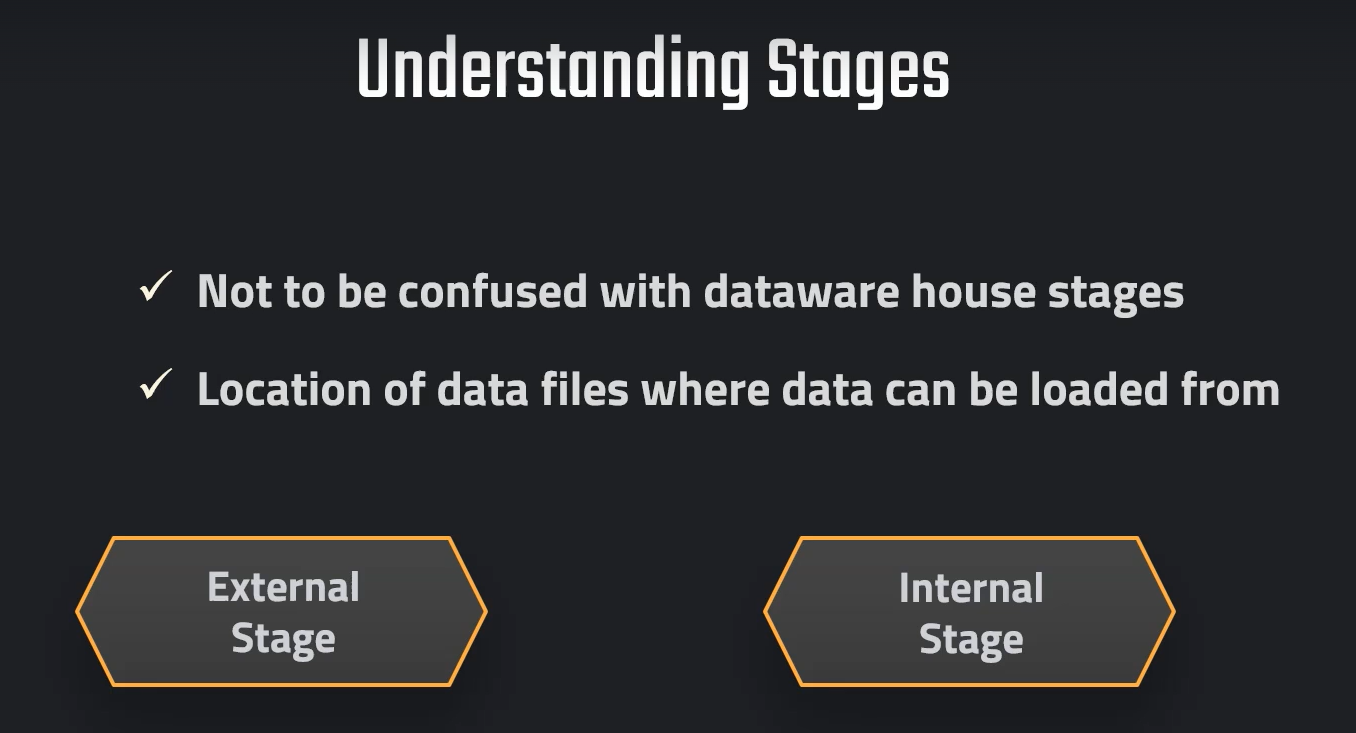 Understanding Stages
Not to be confused with dataware house stages
Location of data files where data can be loaded from
External
Stage
Internal
Stage